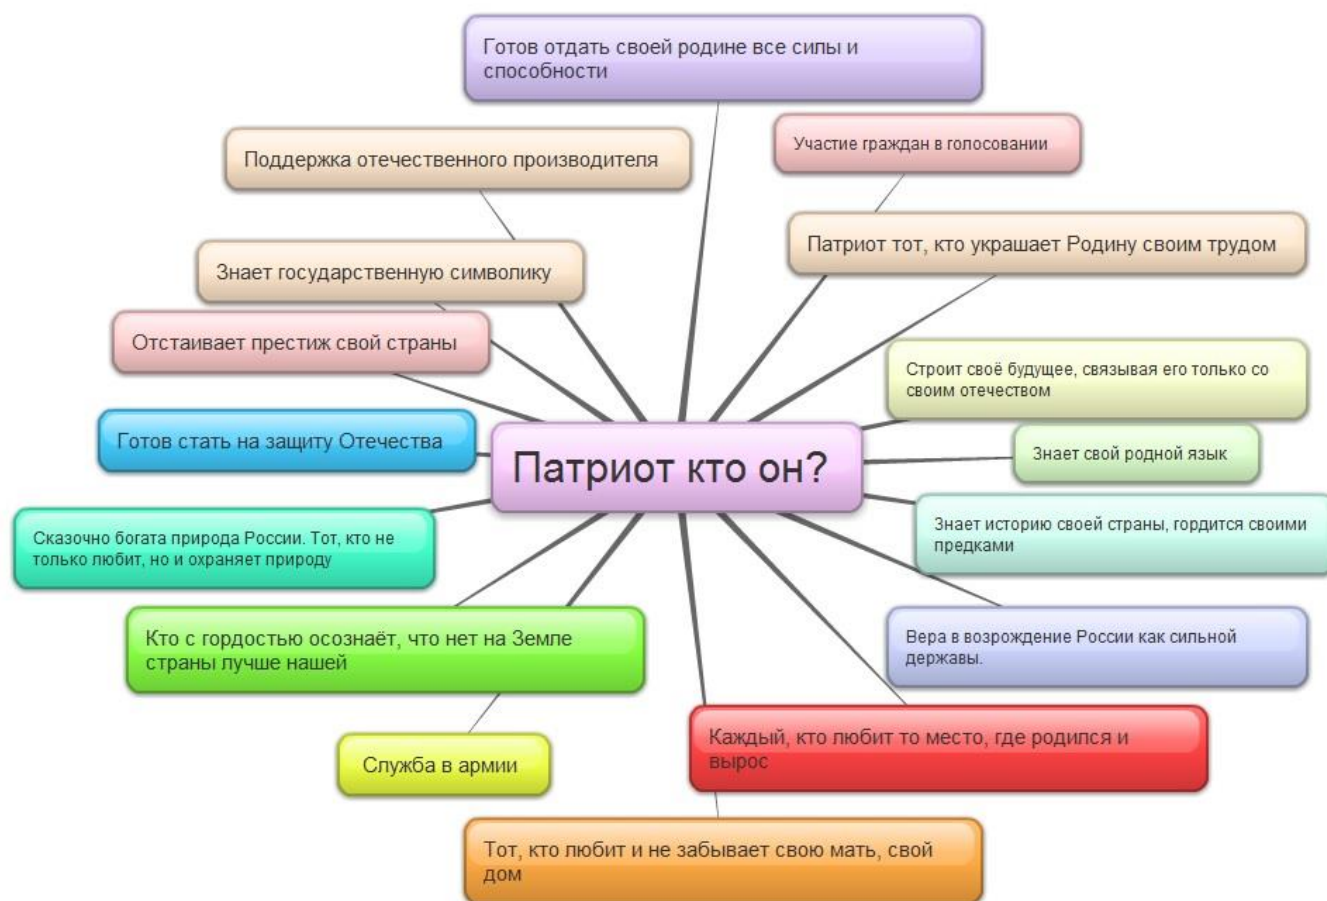 Готов отдать своей родине все силы и
способности
Участие граждан в голосовании
Поддержка отечественного производителя
Патриот тот, кто украшает Родину своим трудом
Знает государственную символику
Отстаивает престиж свой страны
Строит своё будущее, связывая его только со
своим отечеством
Готов стать на защиту Отечества
Патриот кто он?
Знает свой родной язык
Сказочно богата природа России. Тот, кто не
только любит, но и охраняет природу
Знает историю своей страны, гордится своими
предками
Кто с гордостью осознаёт, что нет на Земле
страны лучше нашей
Вера в возрождение России как сильной
державы.
Каждый, кто любит то место, где родился и
вырос
Служба в армии
Тот, кто любит и не забывает свою мать, свой
дом